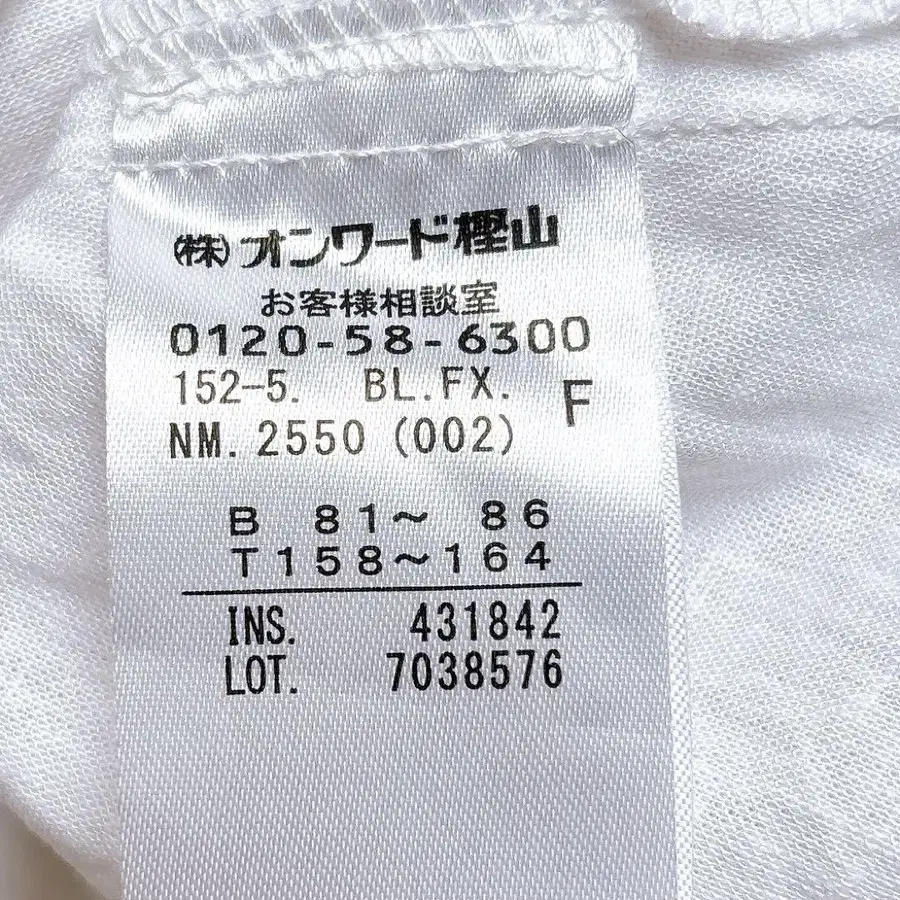 ㈱オンワード樫山
お客様相談室
0120-58-6300
152-5. BL.FX. F
NM.2550(002)
B 81~ 86
T158~164
INS. 431842
LOT. 7038576